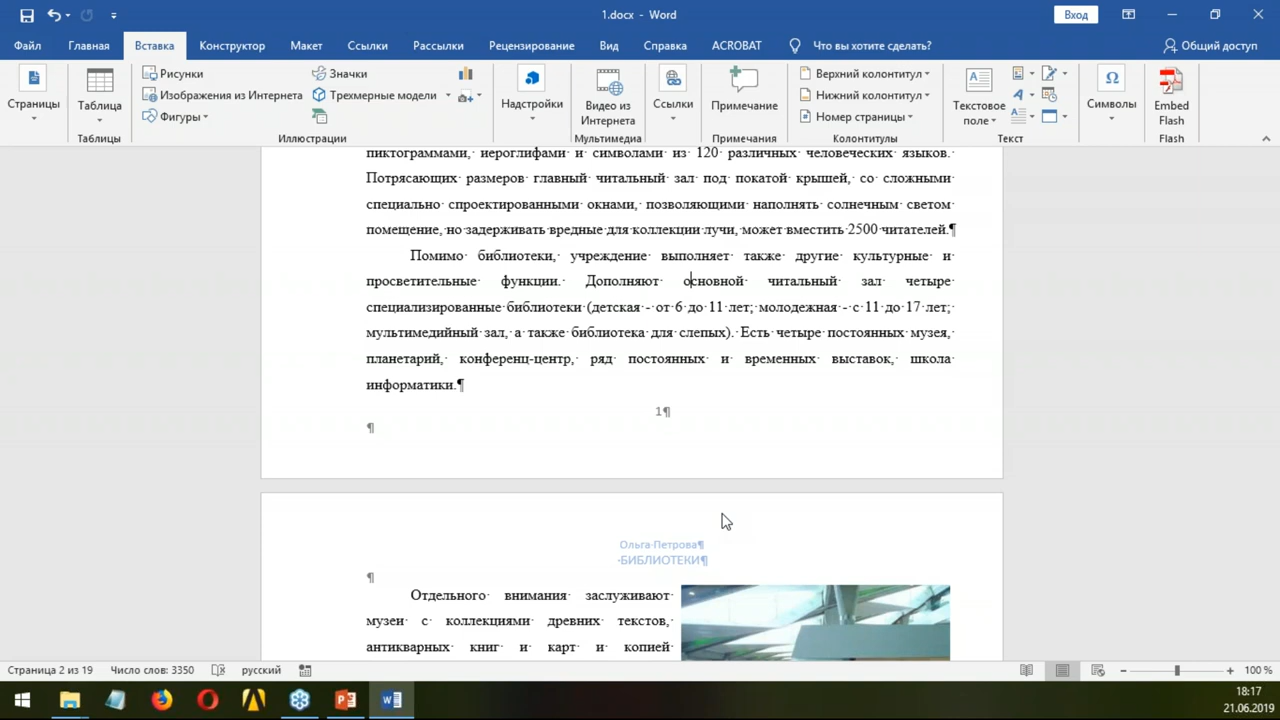 1.docx - Word
Вход
Файл Главная Вставка Конструктор Макет Ссылки Рассылки Рецензирование Вид Справка ACROBAT Что вы хотите сделать? Общий доступ
Страницы
Таблица
Таблицы
Рисунки
Изображения из Интернета
Фигуры
Значки
Трехмерные модели
Иллюстрации
Надстройки
Видео из Интернета
Мультимедиа
Ссылки
Примечание
Примечания
Верхний колонтитул
Нижний колонтитул
Номер страницы
Колонтитулы
Текстовое поле
Текст
Символы
Embed Flash
Flash
пиктограммами, иероглифами и символами из 120 различных человеческих языков.
Потрясающих размеров главный читальный зал под покатой крышей, со сложными
специально спроектированными окнами, позволяющими наполнять солнечным светом
помещение, но задерживать вредные для коллекции лучи, может вместить 2500 читателей.¶
Помимо библиотеки, учреждение выполняет также другие культурные и
просветительные функции. Дополняют основной читальный зал четыре
специализированные библиотеки (детская - от 6 до 11 лет; молодежная - с 11 до 17 лет;
мультимедийный зал, а также библиотека для слепых). Есть четыре постоянных музея,
планетарий, конференц-центр, ряд постоянных и временных выставок, школа
информатики.¶
1¶
¶
Ольга Петрова¶
·БИБЛИОТЕКИ¶
¶
Отдельного внимания заслуживают
музеи с коллекциями древних текстов,
антикварных книг и карт и копией
Страница 2 из 19 Число слов: 3350 русский 100 %
18:17
21.06.2019